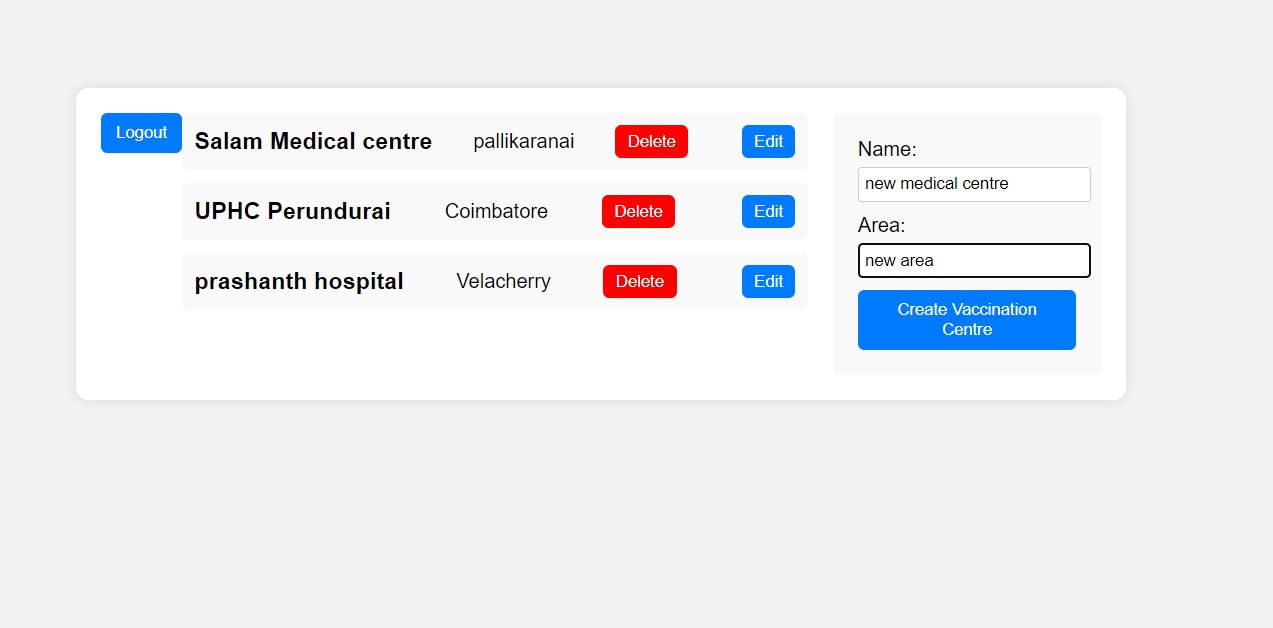 Logout
Salam Medical centre pallikaranai Delete Edit
UPHC Perundurai Coimbatore Delete Edit
prashanth hospital Velacherry Delete Edit
Name:
new medical centre
Area:
new area
Create Vaccination
Centre